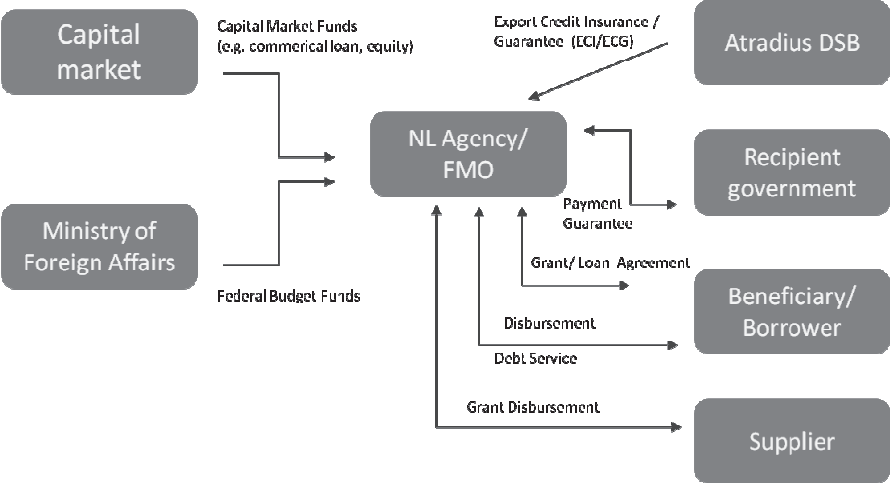 Capital
market
Capital Market Funds
(e.g. commerical loan, equity)
Export Credit Insurance /
Guarantee (ECI/ECG)
Atradius DSB
NL Agency/
FMO
Recipient
government
Payment
Guarantee
Ministry of
Foreign Affairs
Federal Budget Funds
Grant/ Loan Agreement
Beneficiary/
Borrower
Disbursement
Debt Service
Grant Disbursement
Supplier